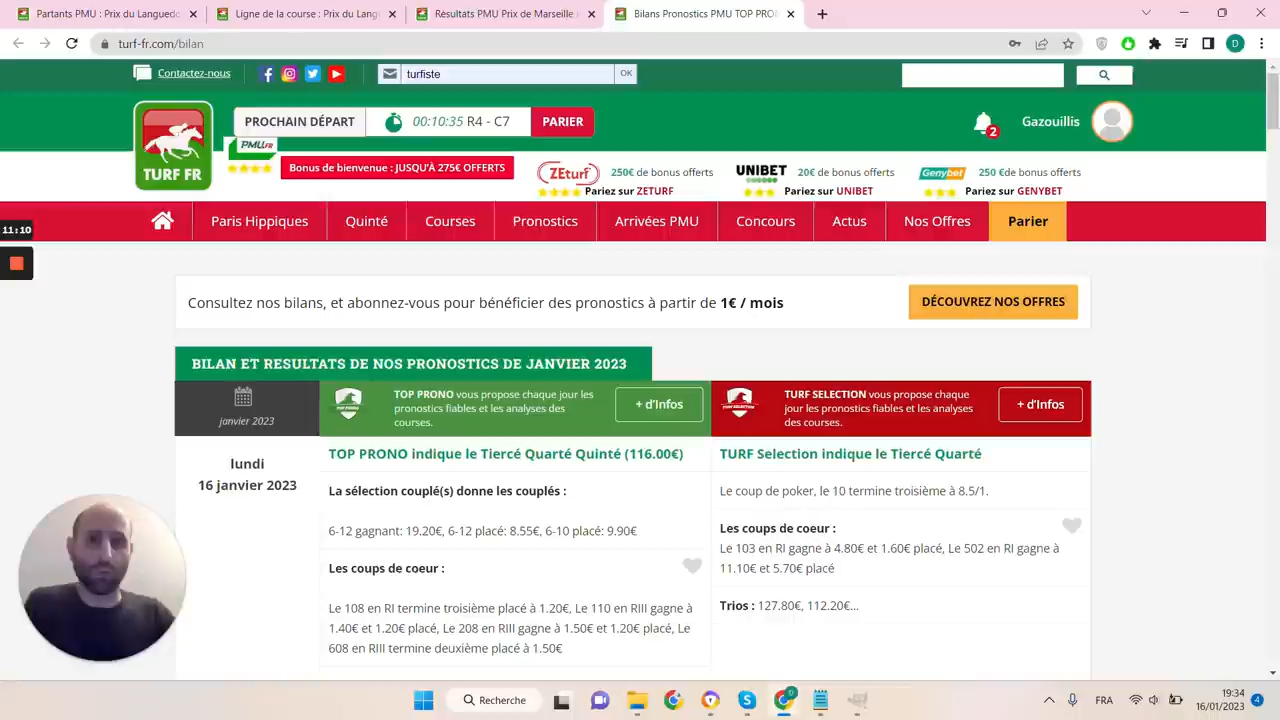 Partants PMU : Prix du Languedo
Ligne de la course : Prix du Lang
Résultats PMU Prix de Marseille
Bilans Pronostics PMU TOP PRON
turf-fr.com/bilan
D
Contactez-nous
turfiste
OK
PROCHAIN DÉPART
00:10:35 R4 - C7
PARIER
2
Gazouillis
TURF FR
PMU.FR
Bonus de bienvenue : JUSQU'À 275€ OFFERTS
ZEturf
250€ de bonus offerts
Pariez sur ZETURF
UNIBET
20€ de bonus offerts
Pariez sur UNIBET
Genybet
250 €de bonus offerts
Pariez sur GENYBET
Paris Hippiques
Quinté
Courses
Pronostics
Arrivées PMU
Concours
Actus
Nos Offres
Parier
11:10
Consultez nos bilans, et abonnez-vous pour bénéficier des pronostics à partir de 1€ / mois
DÉCOUVREZ NOS OFFRES
BILAN ET RESULTATS DE NOS PRONOSTICS DE JANVIER 2023
janvier 2023
TOP PRONO
TOP PRONO vous propose chaque jour les
pronostics fiables et les analyses des
courses.
+ d'Infos
TURF SELECTION
TURF SELECTION vous propose chaque
jour les pronostics fiables et les analyses
des courses.
+ d'Infos
lundi
16 janvier 2023
TOP PRONO indique le Tiercé Quarté Quinté (116.00€)
La sélection couplé(s) donne les couplés :
6-12 gagnant: 19.20€, 6-12 placé: 8.55€, 6-10 placé: 9.90€
Les coups de coeur :
Le 108 en RI termine troisième placé à 1.20€, Le 110 en RIII gagne à
1.40€ et 1.20€ placé, Le 208 en RIII gagne à 1.50€ et 1.20€ placé, Le
608 en RIII termine deuxième placé à 1.50€
TURF Selection indique le Tiercé Quarté
Le coup de poker, le 10 termine troisième à 8.5/1.
Les coups de coeur :
Le 103 en RI gagne à 4.80€ et 1.60€ placé, Le 502 en RI gagne à
11.10€ et 5.70€ placé
Trios : 127.80€, 112.20€...
Recherche
FRA
19:34
16/01/2023
4